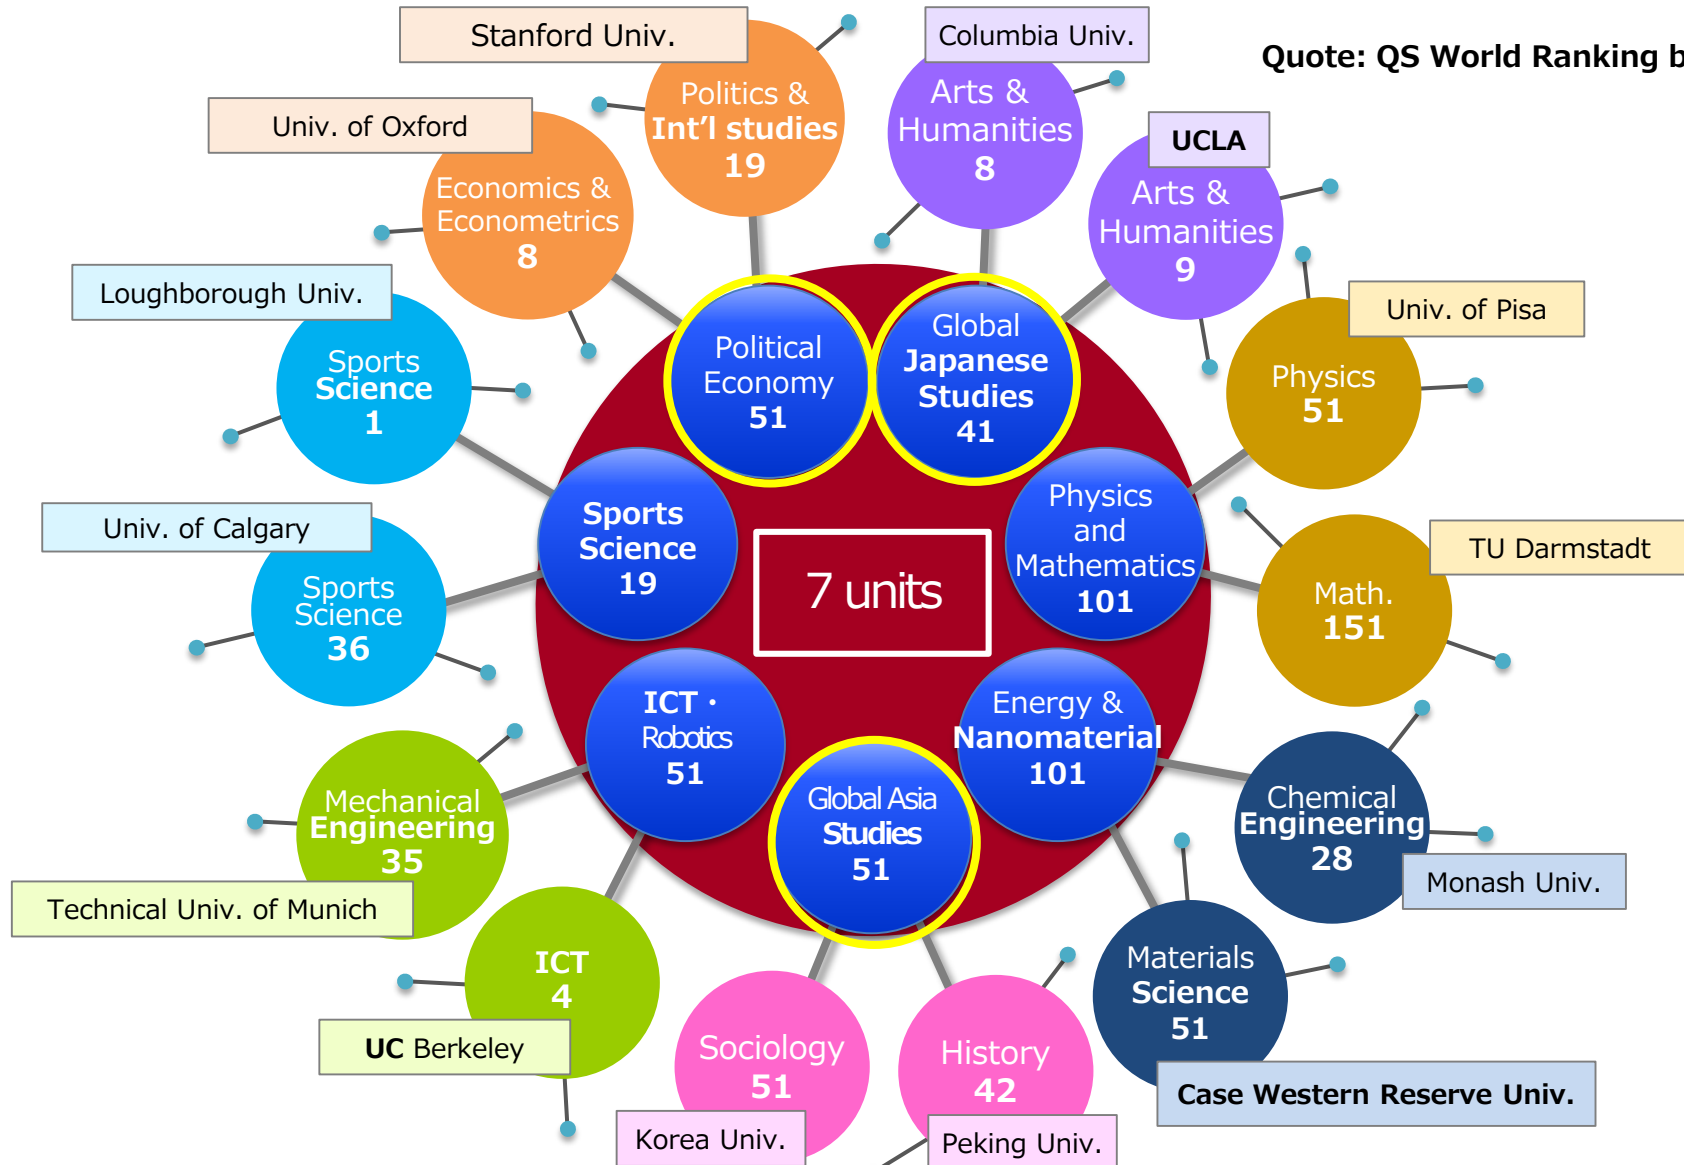 Stanford Univ.
Columbia Univ.
Quote: QS World Ranking b
Politics &
Int'l studies
19
Arts &
Humanities
8
Univ. of Oxford
UCLA
Economics &
Econometrics
8
Arts &
Humanities
9
Loughborough Univ.
Univ. of Pisa
Sports
Science
1
Political
Economy
51
Global
Japanese
Studies
41
Physics
51
Univ. of Calgary
Sports
Science
19
Physics
and
Mathematics
101
TU Darmstadt
7 units
Sports
Science
36
Math.
151
ICT・
Robotics
51
Energy &
Nanomaterial
101
Mechanical
Engineering
35
Global Asia
Studies
51
Chemical
Engineering
28
Technical Univ. of Munich
Monash Univ.
ICT
4
Materials
Science
51
UC Berkeley
Sociology
51
History
42
Case Western Reserve Univ.
Korea Univ.
Peking Univ.